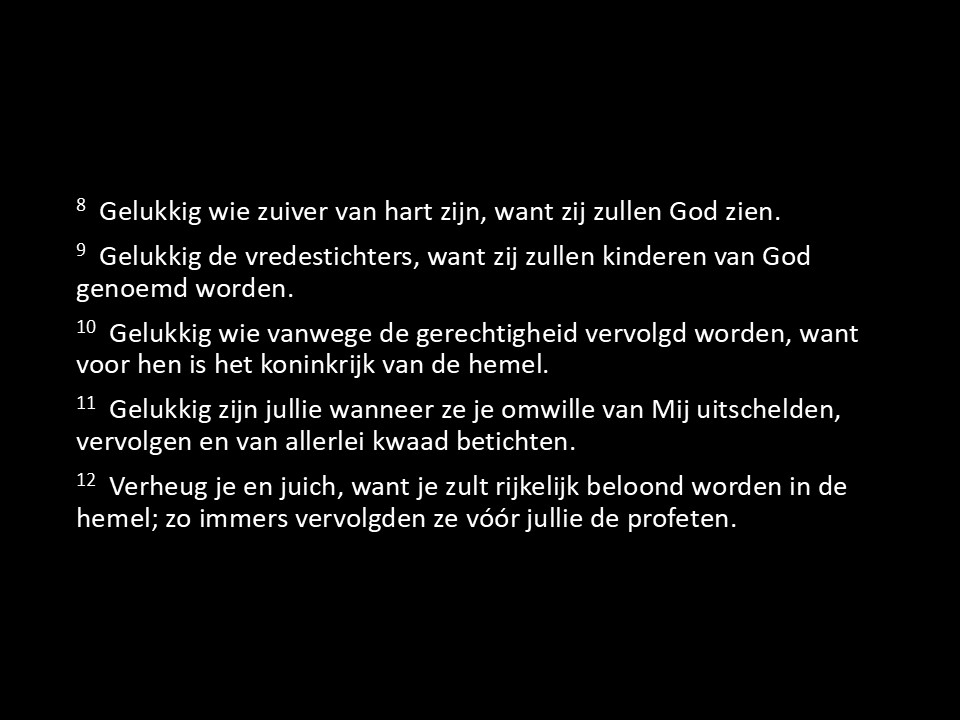 8 Gelukkig wie zuiver van hart zijn, want zij zullen God zien.
9 Gelukkig de vredestichters, want zij zullen kinderen van God
genoemd worden.
10 Gelukkig wie vanwege de gerechtigheid vervolgd worden, want
voor hen is het koninkrijk van de hemel.
11 Gelukkig zijn jullie wanneer ze je omwille van Mij uitschelden,
vervolgen en van allerlei kwaad betichten.
12 Verheug je en juich, want je zult rijkelijk beloond worden in de
hemel; zo immers vervolgden ze vóór jullie de profeten.